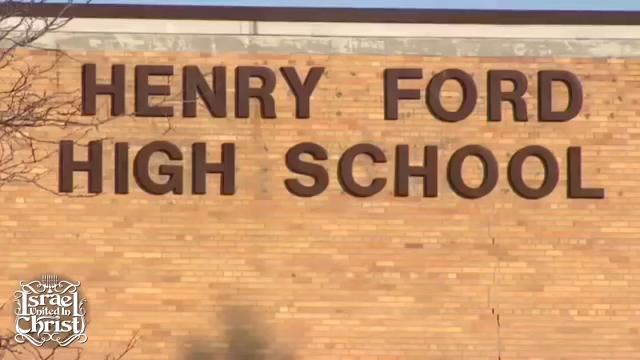 HENRY FORD
HIGH SCHOOL
Israel
United In
Christ